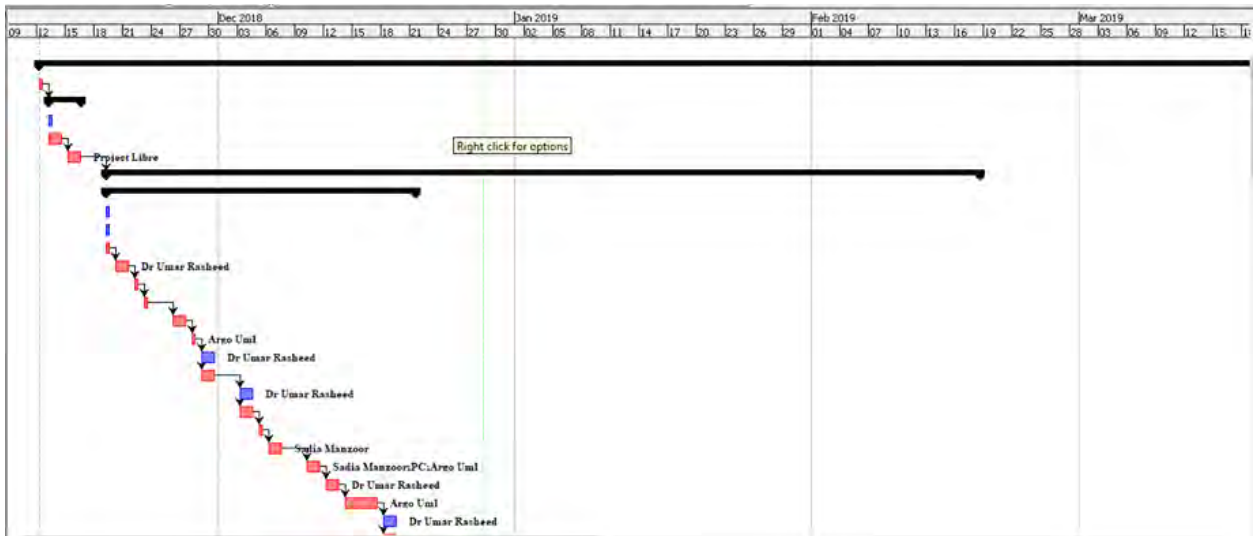 Dec 2018 Jan 2019 Feb 2019 Mar 2019
09 12 15 18 21 24 27 30 03 06 09 12 15 18 21 24 27 30 02 05 08 11 14 17 20 23 26 29 01 04 07 10 13 16 19 22 25 28 03 06 09 12 15
Right click for options
Project Libre
Dr Umar Rasheed
Argo Uml
Dr Umar Rasheed
Dr Umar Rasheed
Sadia Manzoor
Sadia Manzoor;PC;Argo Uml
Dr Umar Rasheed
Argo Uml
Dr Umar Rasheed